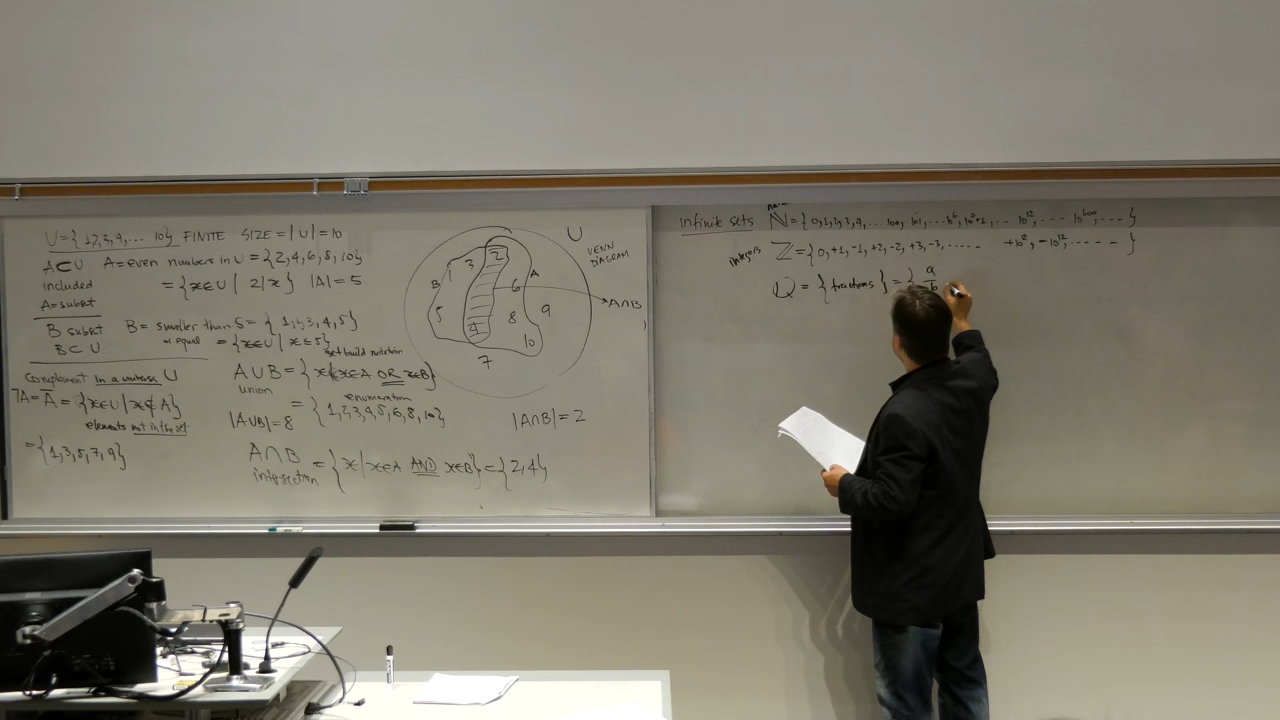 U={1,2,3,4,... 10} FINITE SIZE=|U|=10
A⊂U A=even numbers in U = {2,4,6,8,10}
included = {x∈U | 2|x} |A|=5
A=subset
B subset B= smaller than 5 = {1,2,3,4,5}
or equal
B⊂U = {x∈U | x≤5}
set build notation
Complement in a universe U
¬A=Ā={x∈U|x∉A}
elements not in the set
={1,3,5,7,9}
A∪B={x|x∈A OR x∈B}
union
enumeration
={1,2,3,4,5,6,8,10}
|A∪B|=8
A∩B={x|x∈A AND x∈B}={2,4}
intersection
|A∩B|=2
U
VENN
DIAGRAM
1
3
2
B
A
6
A∩B
5
8
9
4
10
7
Infinite sets ℕ={0,1,2,3,4,... 100, ... 10⁶, ... 10¹², ... 10⁶⁰⁰, ...}
integers ℤ={0,+1,-1,+2,-2,+3,-3,...... -10¹²,.....}
ℚ={fractions}={ a
b